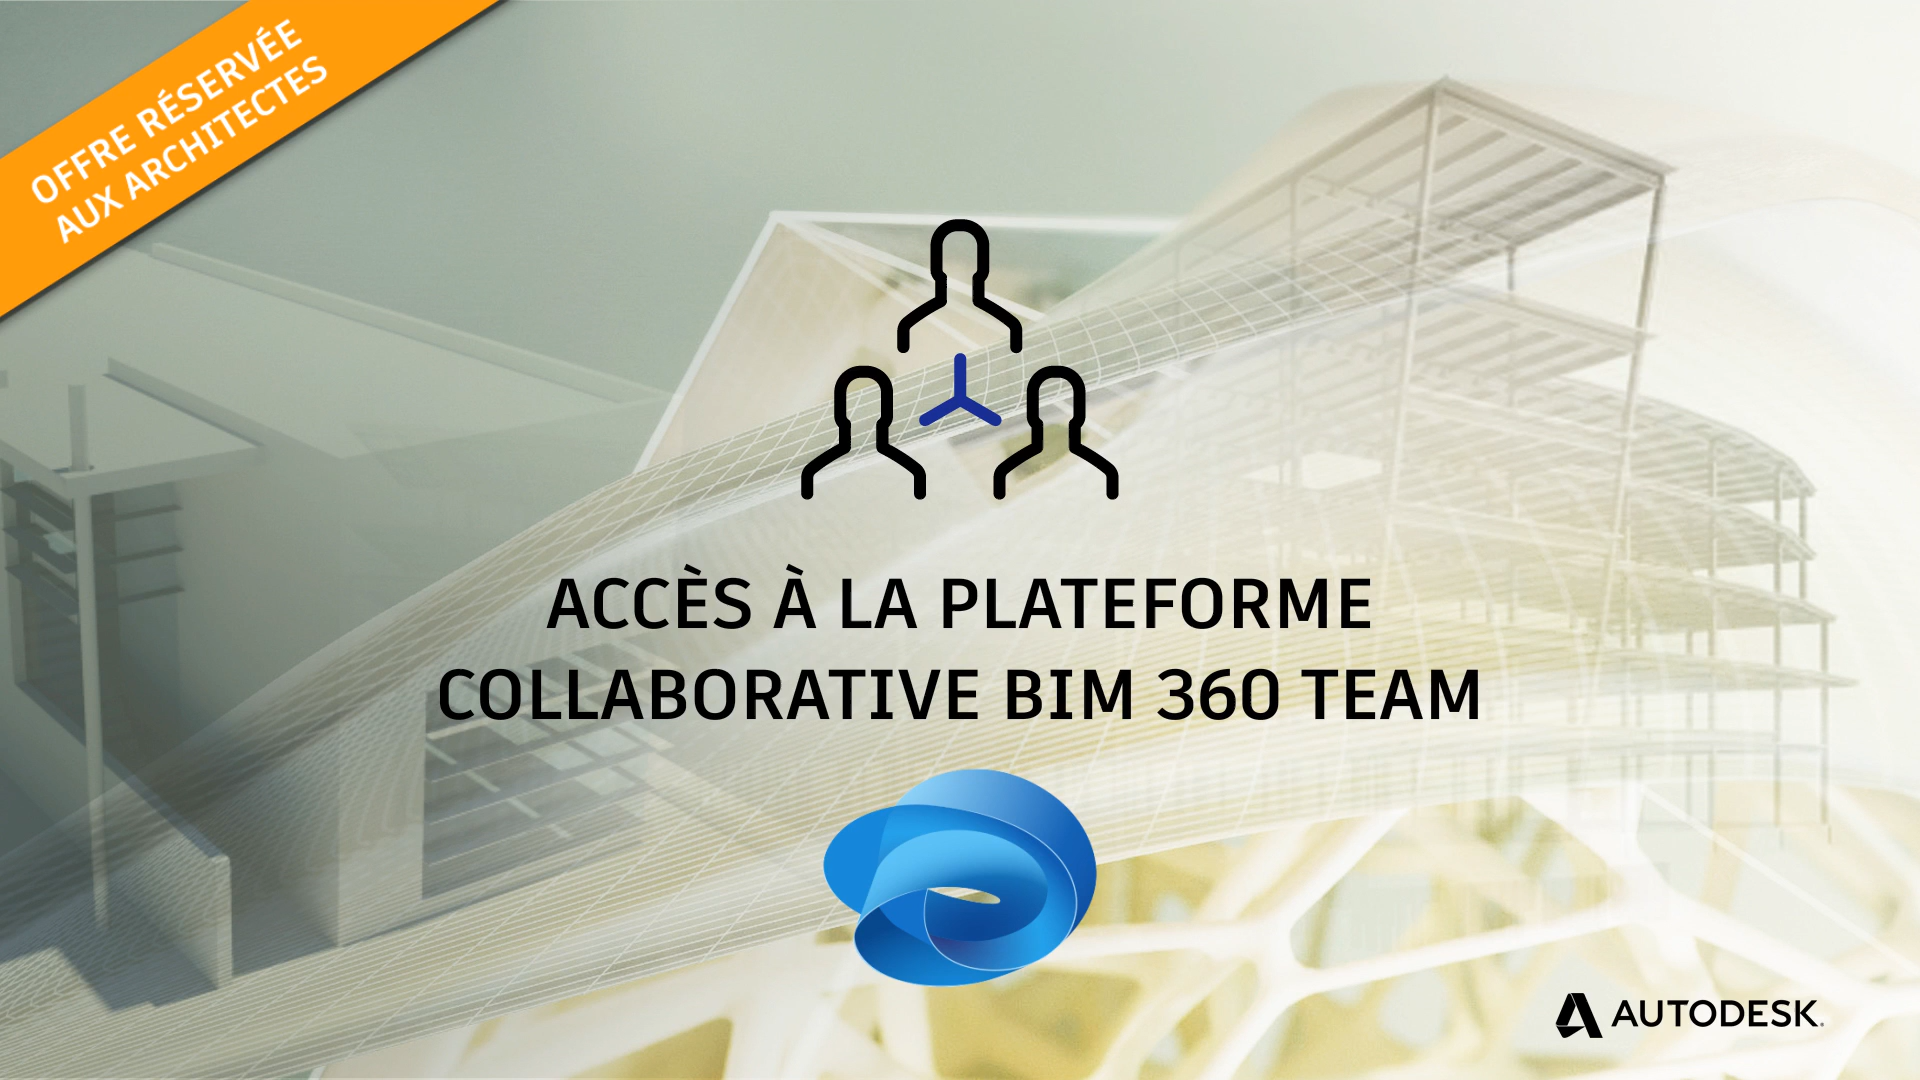 OFFRE RÉSERVÉE
AUX ARCHITECTES
ACCÈS À LA PLATEFORME
COLLABORATIVE BIM 360 TEAM
AUTODESK.